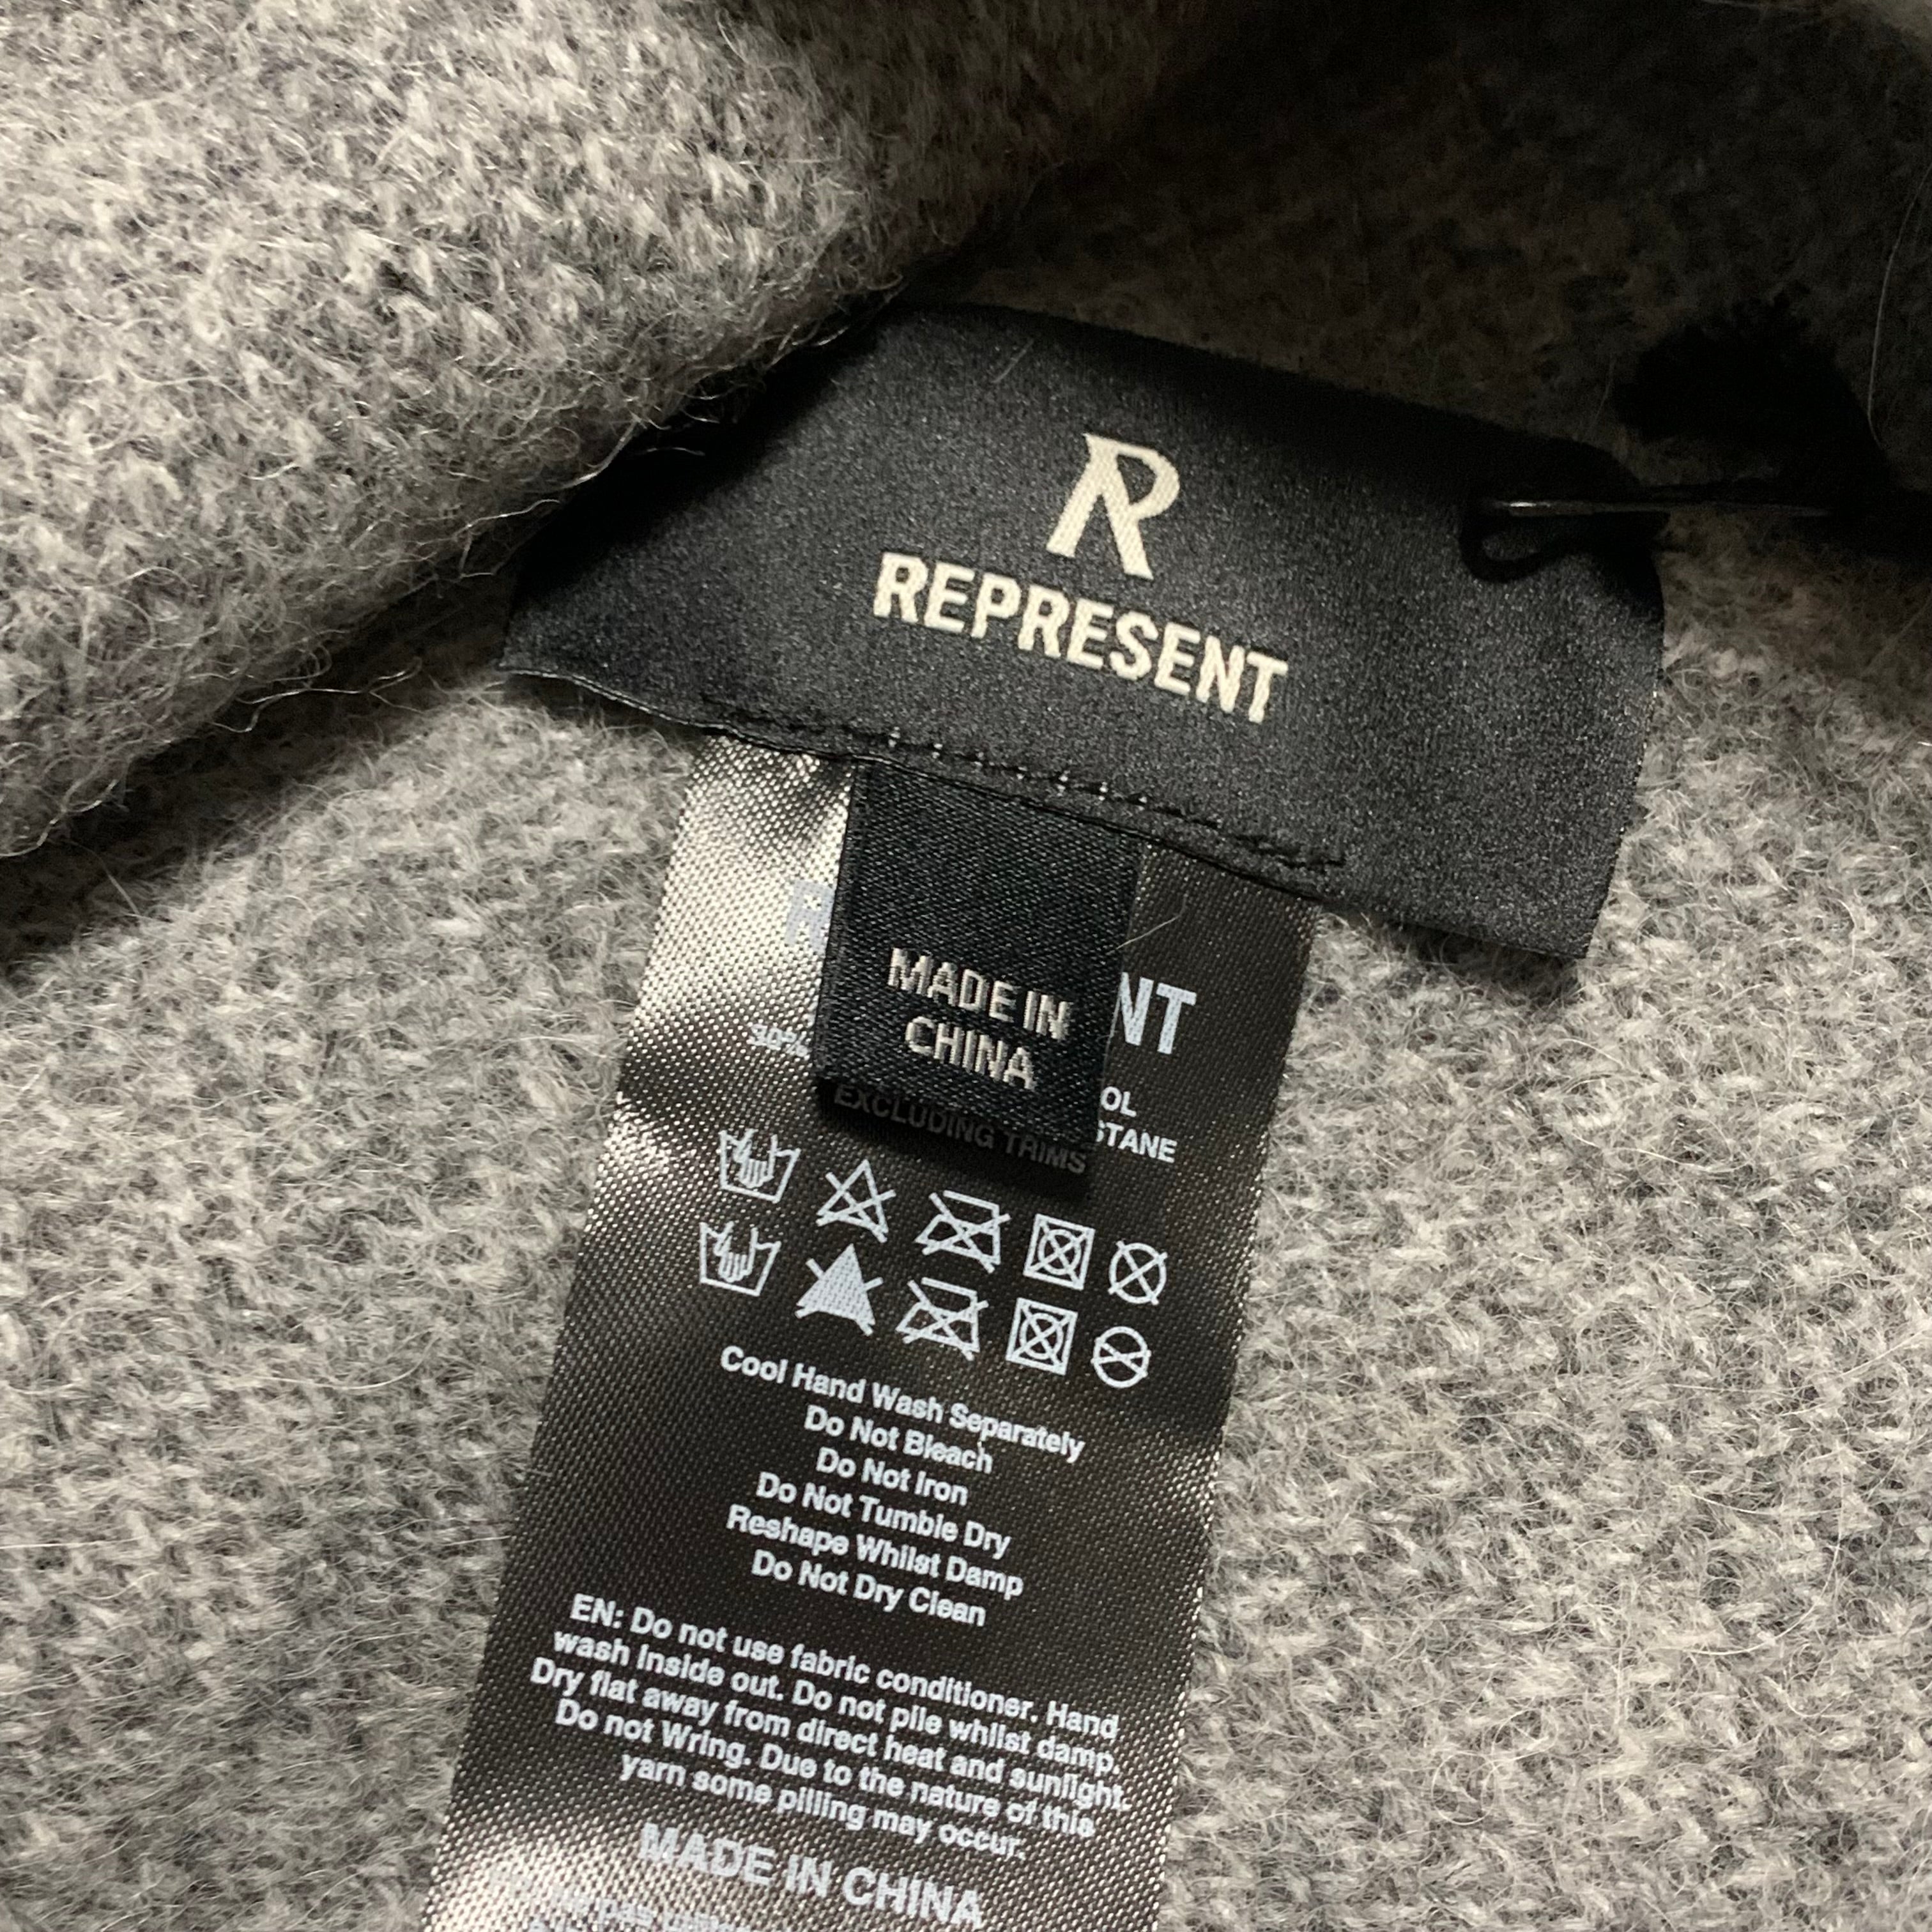 R
REPRESENT
MADE IN
CHINA
R NT
30% OL
STANE
EXCLUDING TRIMS
Cool Hand Wash Separately
Do Not Bleach
Do Not Iron
Do Not Tumble Dry
Reshape Whilst Damp
Do Not Dry Clean
EN: Do not use fabric conditioner. Hand
wash inside out. Do not pile whilst damp.
Dry flat away from direct heat and sunlight.
Do not Wring. Due to the nature of this
yarn some pilling may occur.
MADE IN CHINA